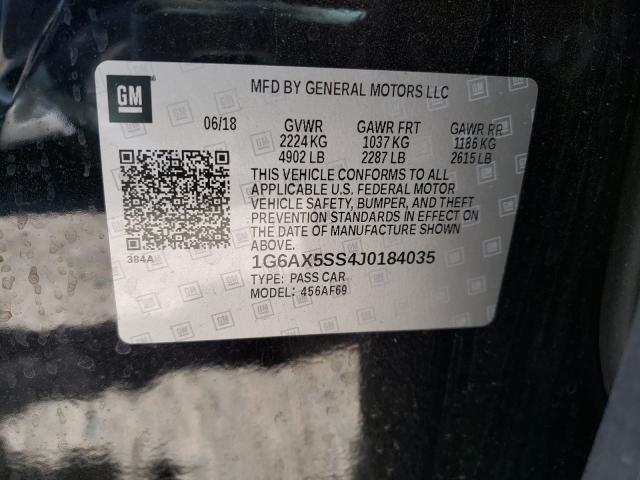 GM
MFD BY GENERAL MOTORS LLC
06/18 GVWR GAWR FRT GAWR RR
2224 KG 1037 KG 1186 KG
4902 LB 2287 LB 2615 LB
THIS VEHICLE CONFORMS TO ALL
APPLICABLE U.S. FEDERAL MOTOR
VEHICLE SAFETY, BUMPER, AND THEFT
PREVENTION STANDARDS IN EFFECT ON
THE DATE OF MANUFACTURE SHOWN
ABOVE.
384A
1G6AX5SS4J0184035
TYPE: PASS CAR
MODEL: 456AF69